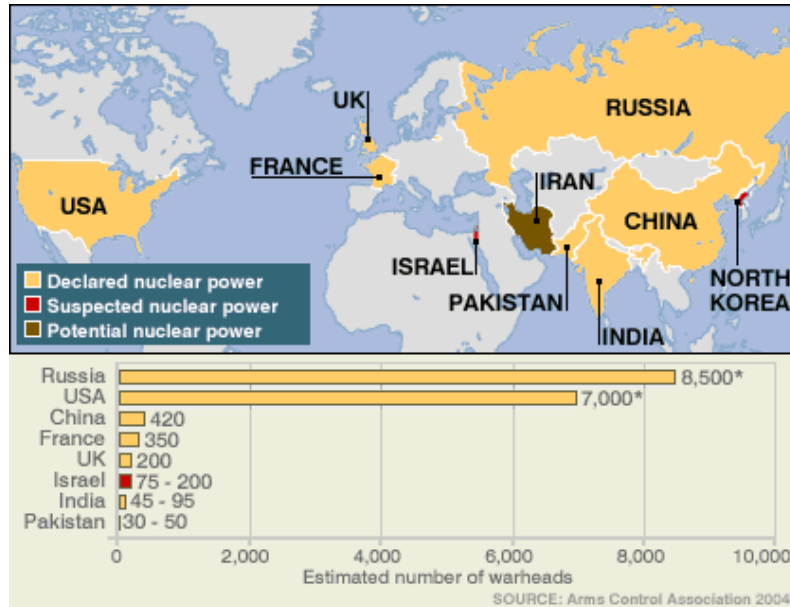 UK
RUSSIA
FRANCE
IRAN
USA
CHINA
ISRAEL
NORTH
KOREA
PAKISTAN
INDIA
Declared nuclear power
Suspected nuclear power
Potential nuclear power
Russia 8,500*
USA 7,000*
China 420
France 350
UK 200
Israel 75 - 200
India 45 - 95
Pakistan 30 - 50
0 2,000 4,000 6,000 8,000 10,000
Estimated number of warheads
SOURCE: Arms Control Association 2004